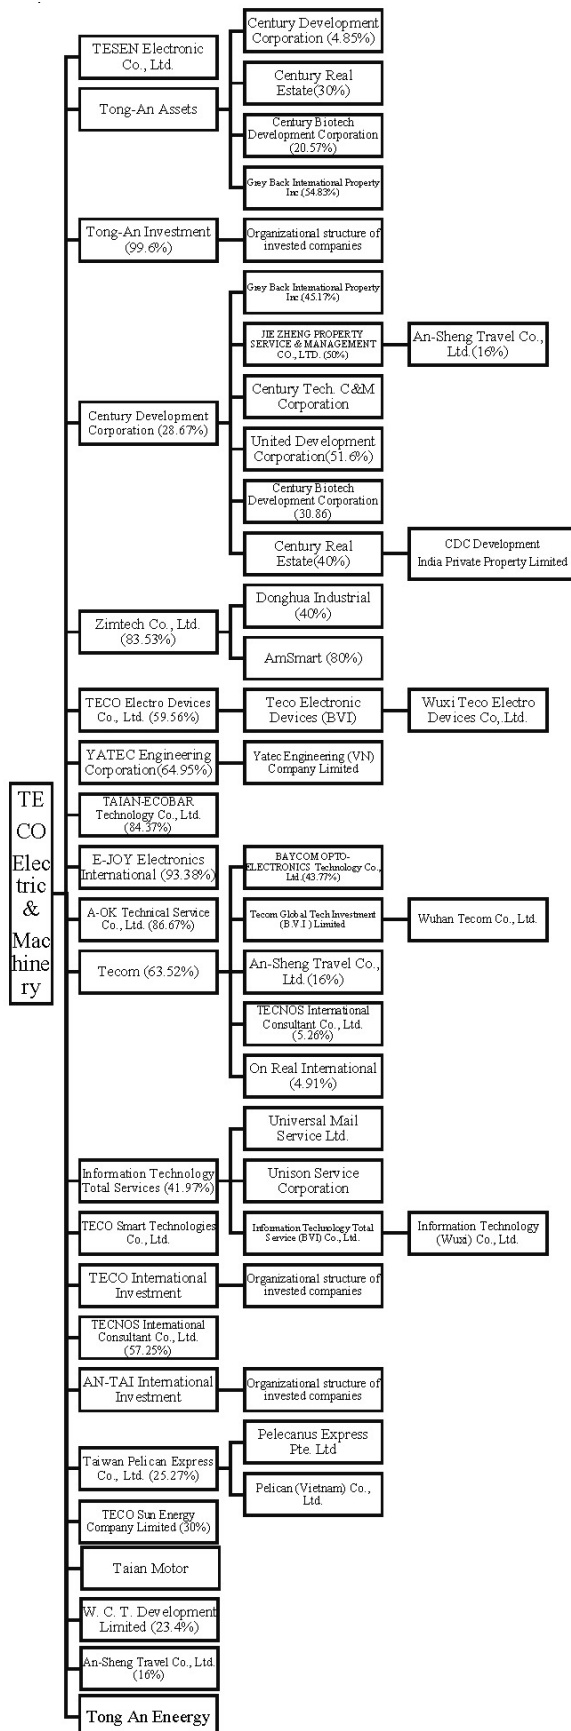 TESEN Electronic
Co., Ltd.
Tong-An Assets
Century Development
Corporation (4.85%)
Century Real
Estate(30%)
Century Biotech
Development Corporation
(20.57%)
Grey Back International Property
Inc.(54.83%)
Tong-An Investment
(99.6%)
Organizational structure of
invested companies
Century Development
Corporation (28.67%)
Grey Back International Property
Inc.(45.17%)
JIE ZHENG PROPERTY
SERVICE & MANAGEMENT
CO., LTD. (50%)
An-Sheng Travel Co.,
Ltd.(16%)
Century Tech. C&M
Corporation
United Development
Corporation(51.6%)
Century Biotech
Development Corporation
(30.86)
Century Real
Estate(40%)
CDC Development
India Private Property Limited
Zimtech Co., Ltd.
(83.53%)
Donghua Industrial
(40%)
AmSmart (80%)
TECO Electro Devices
Co., Ltd. (59.56%)
Teco Electronic
Devices (BVI)
Wuxi Teco Electro
Devices Co,.Ltd.
YATEC Engineering
Corporation(64.95%)
Yatec Engineering (VN)
Company Limited
TE
CO
Elec
tric
&
Mac
hine
ry
TAIAN-ECOBAR
Technology Co., Ltd.
(84.37%)
E-JOY Electronics
International (93.38%)
A-OK Technical Service
Co., Ltd. (86.67%)
Tecom (63.52%)
BAYCOM OPTO-
ELECTRONICS Technology Co.,
Ltd.(43.77%)
Tecom Global Tech Investment
(B.V.I ) Limited
Wuhan Tecom Co., Ltd.
An-Sheng Travel Co.,
Ltd.(16%)
TECNOS International
Consultant Co., Ltd.
(5.26%)
On Real International
(4.91%)
Information Technology
Total Services (41.97%)
Universal Mail
Service Ltd.
Unison Service
Corporation
Information Technology Total
Service (BVI) Co., Ltd.
Information Technology
(Wuxi) Co., Ltd.
TECO Smart Technologies
Co., Ltd.
TECO International
Investment
Organizational structure of
invested companies
TECNOS International
Consultant Co., Ltd.
(57.25%)
AN-TAI International
Investment
Organizational structure of
invested companies
Taiwan Pelican Express
Co., Ltd. (25.27%)
Pelecanus Express
Pte. Ltd
Pelican (Vietnam) Co.,
Ltd.
TECO Sun Energy
Company Limited (30%)
Taian Motor
W. C. T. Development
Limited (23.4%)
An-Sheng Travel Co., Ltd.
(16%)
Tong An Eneergy